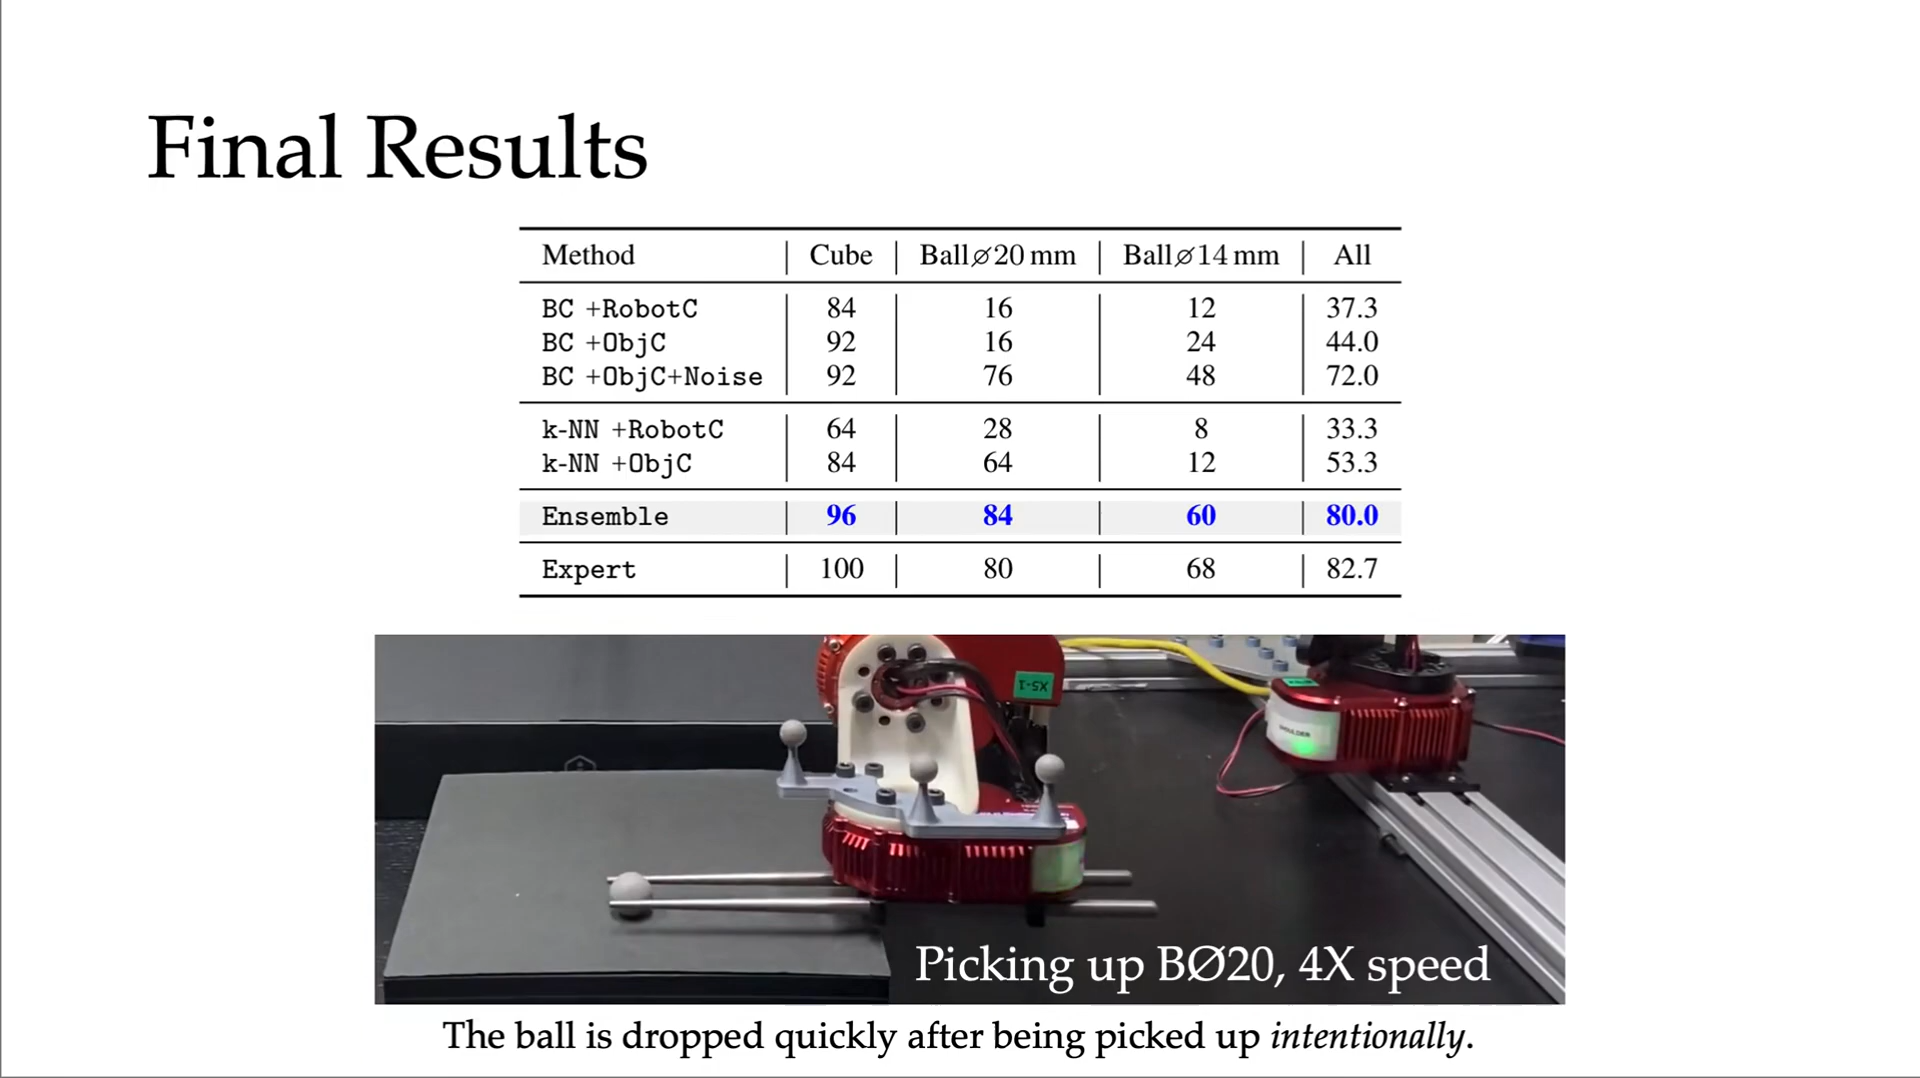 Final Results
Method | Cube | Ball⌀20 mm | Ball⌀14 mm | All
BC +RobotC | 84 | 16 | 12 | 37.3
BC +ObjC | 92 | 16 | 24 | 44.0
BC +ObjC+Noise | 92 | 76 | 48 | 72.0
k-NN +RobotC | 64 | 28 | 8 | 33.3
k-NN +ObjC | 84 | 64 | 12 | 53.3
Ensemble | 96 | 84 | 60 | 80.0
Expert | 100 | 80 | 68 | 82.7
X5-1
SHOULDER
Picking up BØ20, 4X speed
The ball is dropped quickly after being picked up intentionally.